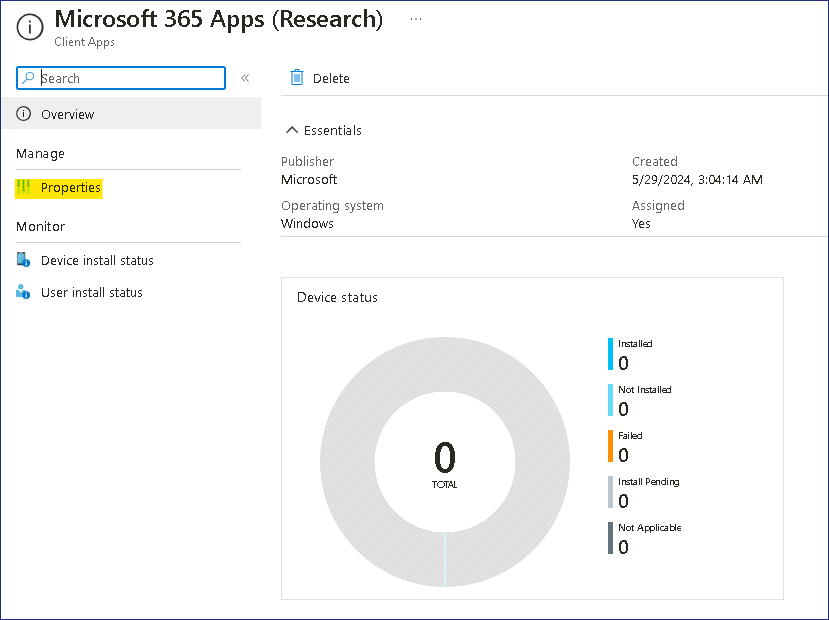 Microsoft 365 Apps (Research) ...
Client Apps
Search
«
Delete
Overview
Essentials
Manage
Publisher
Created
Microsoft
5/29/2024, 3:04:14 AM
Properties
Operating system
Assigned
Windows
Yes
Monitor
Device install status
User install status
Device status
Installed
0
Not Installed
0
Failed
0
Install Pending
0
Not Applicable
0
0
TOTAL